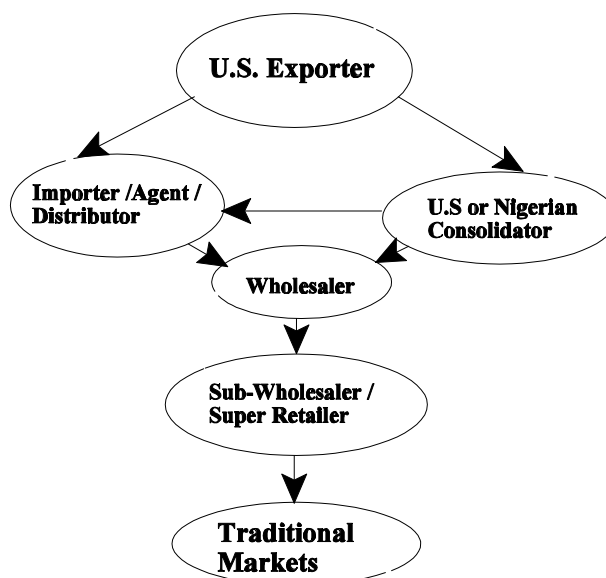 U.S. Exporter
Importer /Agent /
Distributor
U.S or Nigerian
Consolidator
Wholesaler
Sub-Wholesaler /
Super Retailer
Traditional
Markets